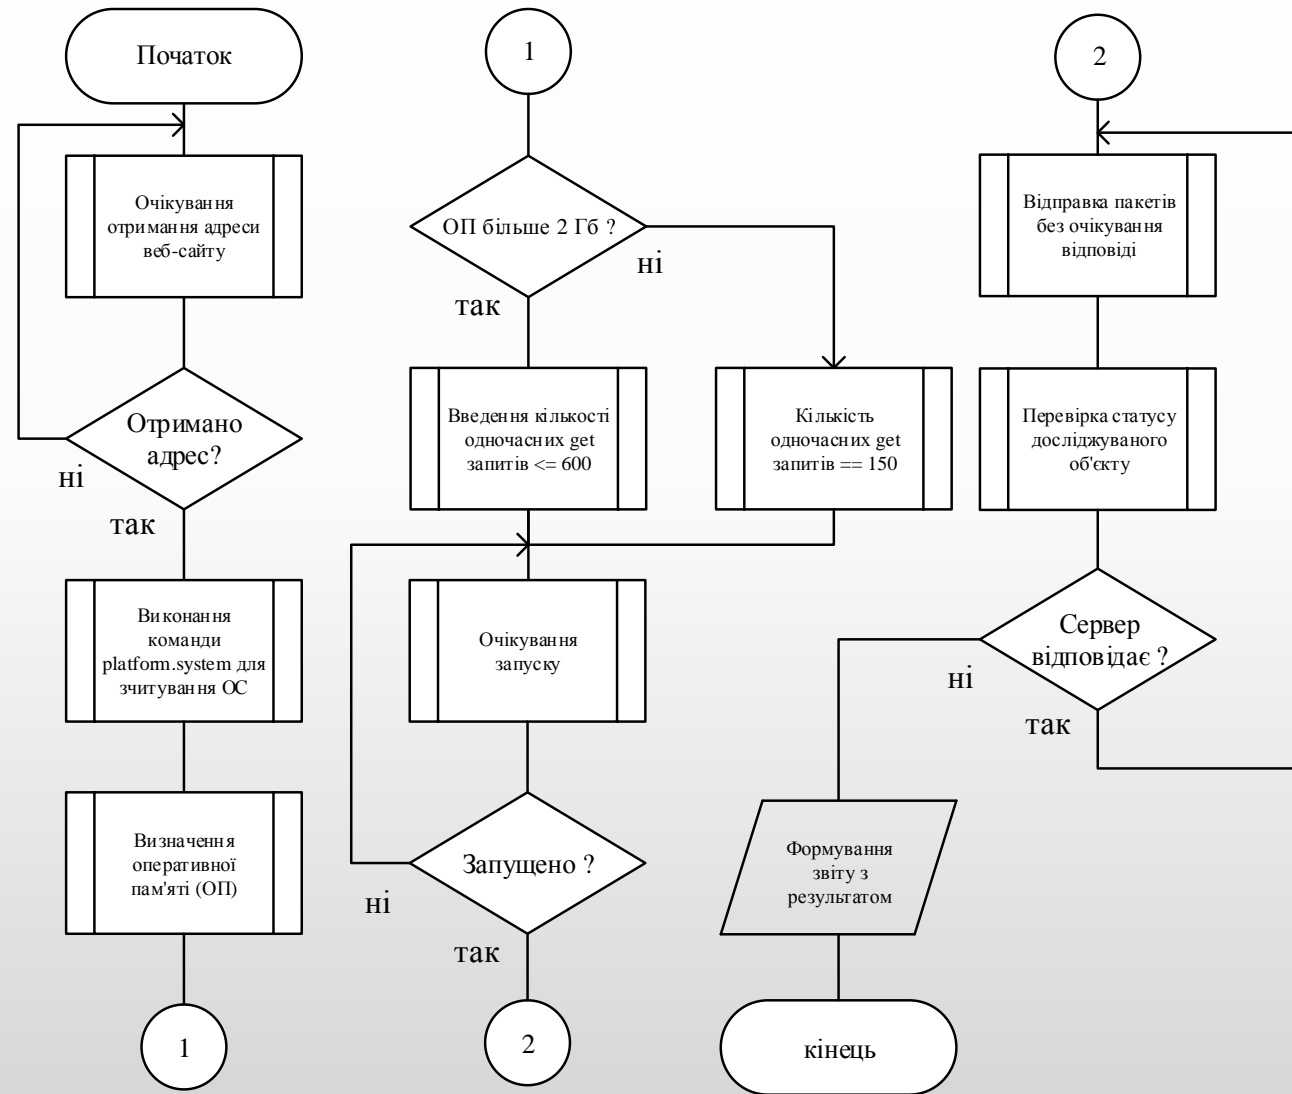 Початок
Очікування
отримання адреси
веб-сайту
Отримано
адрес?
ні
так
Виконання
команди
platform.system для
зчитування ОС
Визначення
оперативної
пам'яті (ОП)
1
1
ОП більше 2 Гб ?
ні
так
Введення кількості
одночасних get
запитів <= 600
Кількість
одночасних get
запитів == 150
Очікування
запуску
Запущено ?
ні
так
2
2
Відправка пакетів
без очікування
відповіді
Перевірка статусу
досліджуваного
об'єкту
Сервер
відповідає ?
ні
так
Формування
звіту з
результатом
кінець